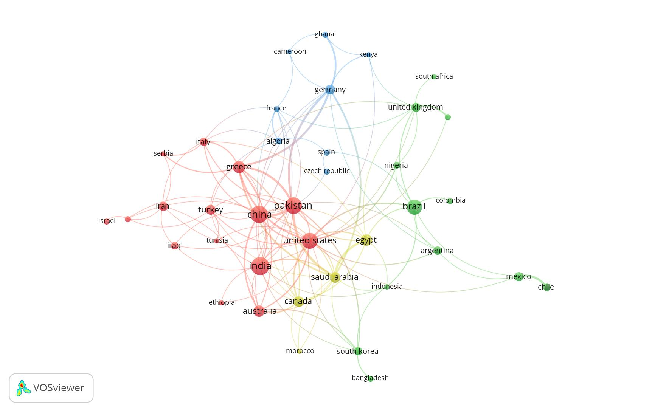 ghana
cameroon
kenya
south africa
germany
france
united kingdom
italy
algeria
serbia
spain
greece
nigeria
czech republic
iran
turkey
china
pakistan
brazil
colombia
israel
tunisia
united states
egypt
iraq
argentina
india
saudi arabia
mexico
indonesia
chile
ethiopia
canada
australia
morocco
south korea
bangladesh
VOSviewer